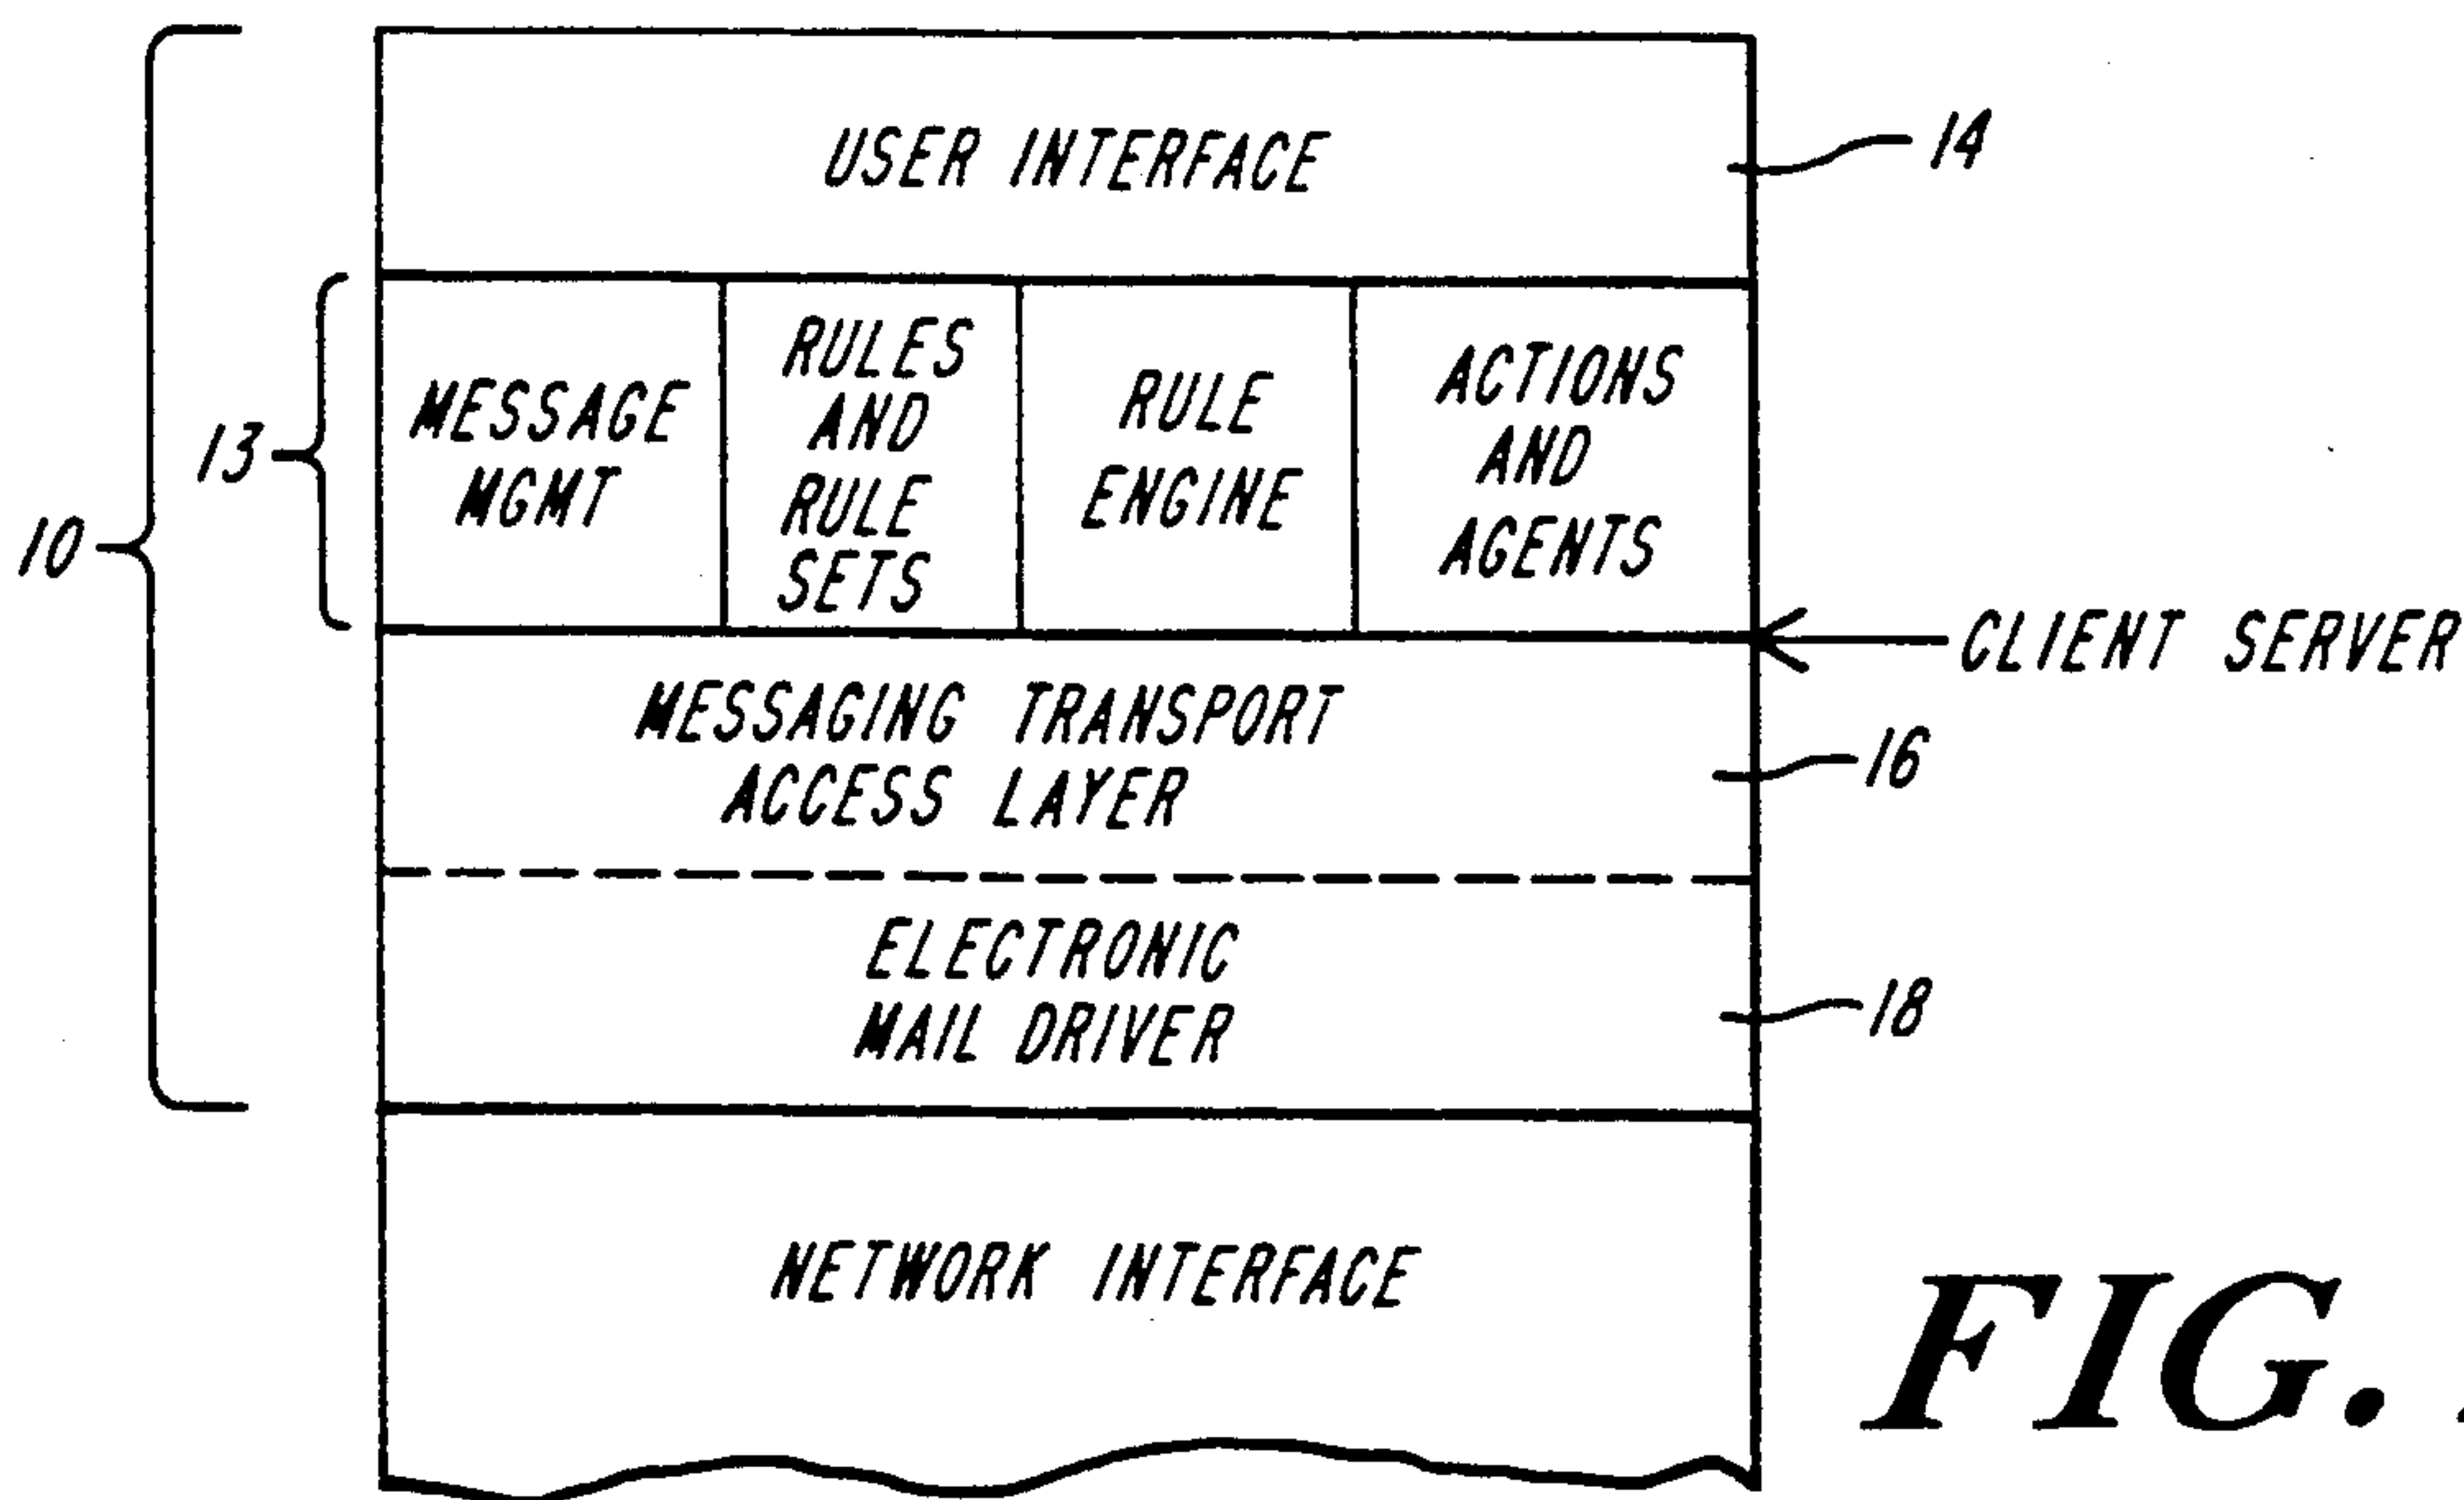 USER INTERFACE
14
MESSAGE
MGMT
RULES
AND
RULE
SETS
RULE
ENGINE
ACTIONS
AND
AGENTS
13
10
CLIENT SERVER
MESSAGING TRANSPORT
ACCESS LAYER
16
ELECTRONIC
MAIL DRIVER
18
NETWORK INTERFACE
FIG.